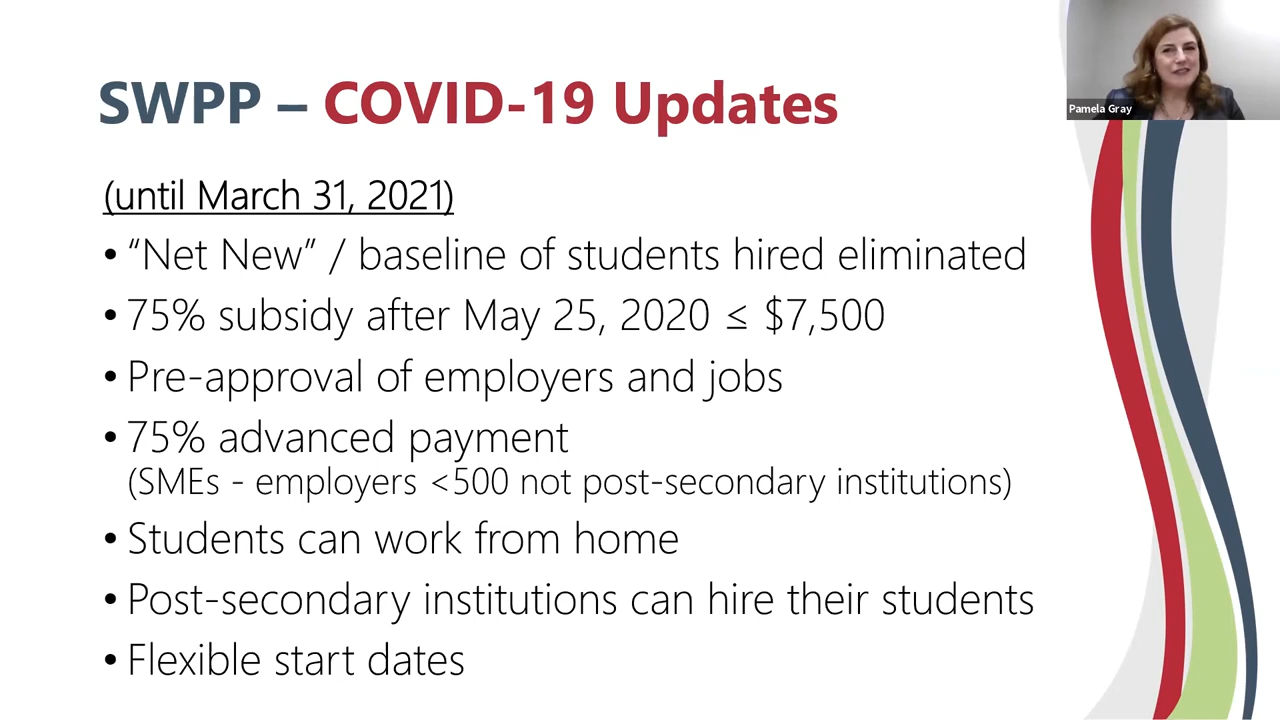 SWPP – COVID-19 Updates
Pamela Gray
(until March 31, 2021)
• “Net New” / baseline of students hired eliminated
• 75% subsidy after May 25, 2020 ≤ $7,500
• Pre-approval of employers and jobs
• 75% advanced payment
(SMEs - employers <500 not post-secondary institutions)
• Students can work from home
• Post-secondary institutions can hire their students
• Flexible start dates